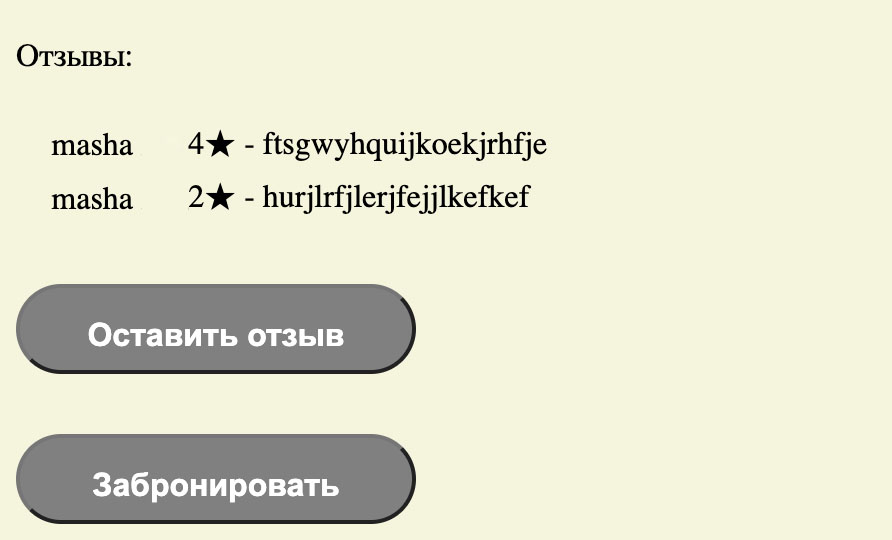 Отзывы:
masha 4★ - ftsgwyhquijkoekjrhfje
masha 2★ - hurjlrfjlerjfejjlkefkef
Оставить отзыв
Забронировать